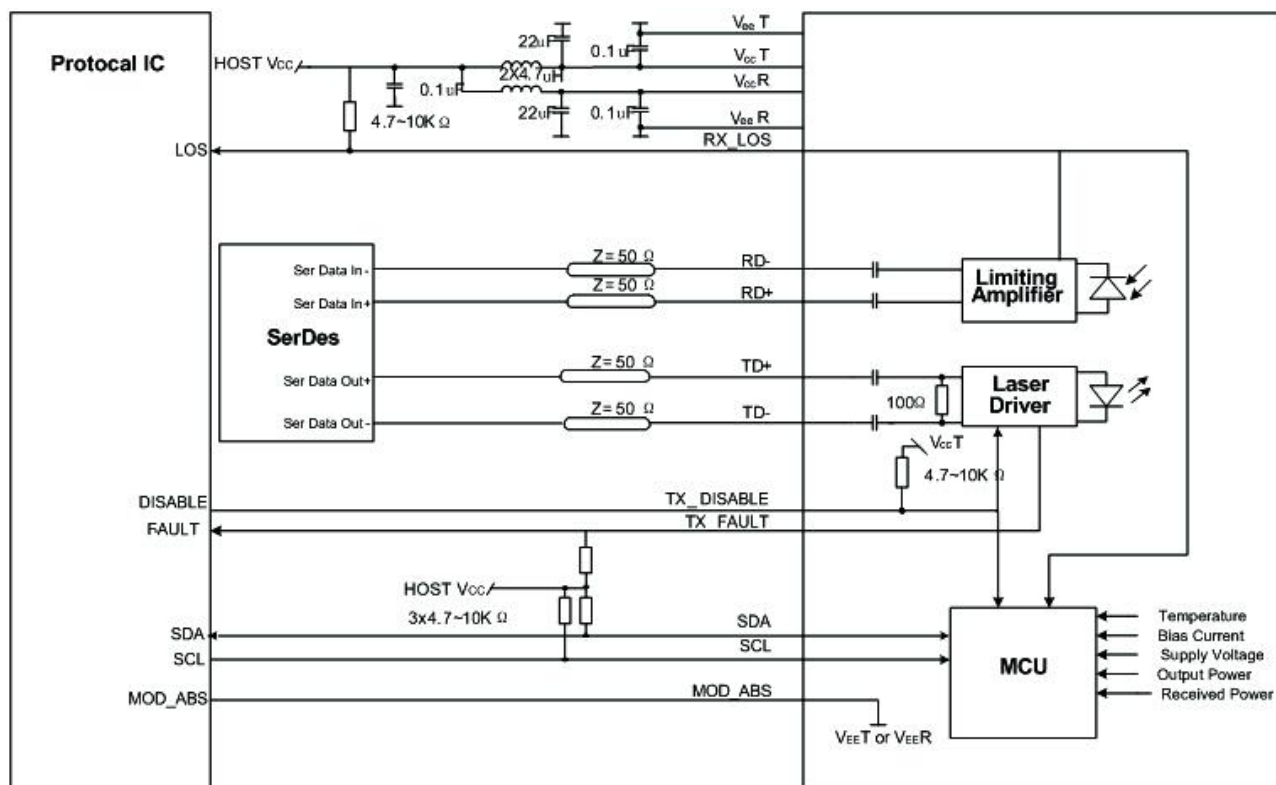 Protocal IC
HOST Vcc
22uF
0.1uF
Vee T
Vcc T
2X4.7uH
Vcc R
0.1uF
4.7~10K Ω
22uF
0.1uF
Vee R
LOS
RX_LOS
Z= 50 Ω
Ser Data In -
RD-
Limiting
Amplifier
Z= 50 Ω
Ser Data In +
RD+
SerDes
Z= 50 Ω
Ser Data Out+
TD+
Laser
Driver
100Ω
Z= 50 Ω
Ser Data Out-
TD-
VccT
4.7~10K Ω
DISABLE
TX_DISABLE
FAULT
TX_FAULT
HOST Vcc
3x4.7~10K Ω
SDA
SDA
SCL
SCL
MCU
Temperature
Bias Current
Supply Voltage
Output Power
Received Power
MOD_ABS
MOD_ABS
VEET or VEER